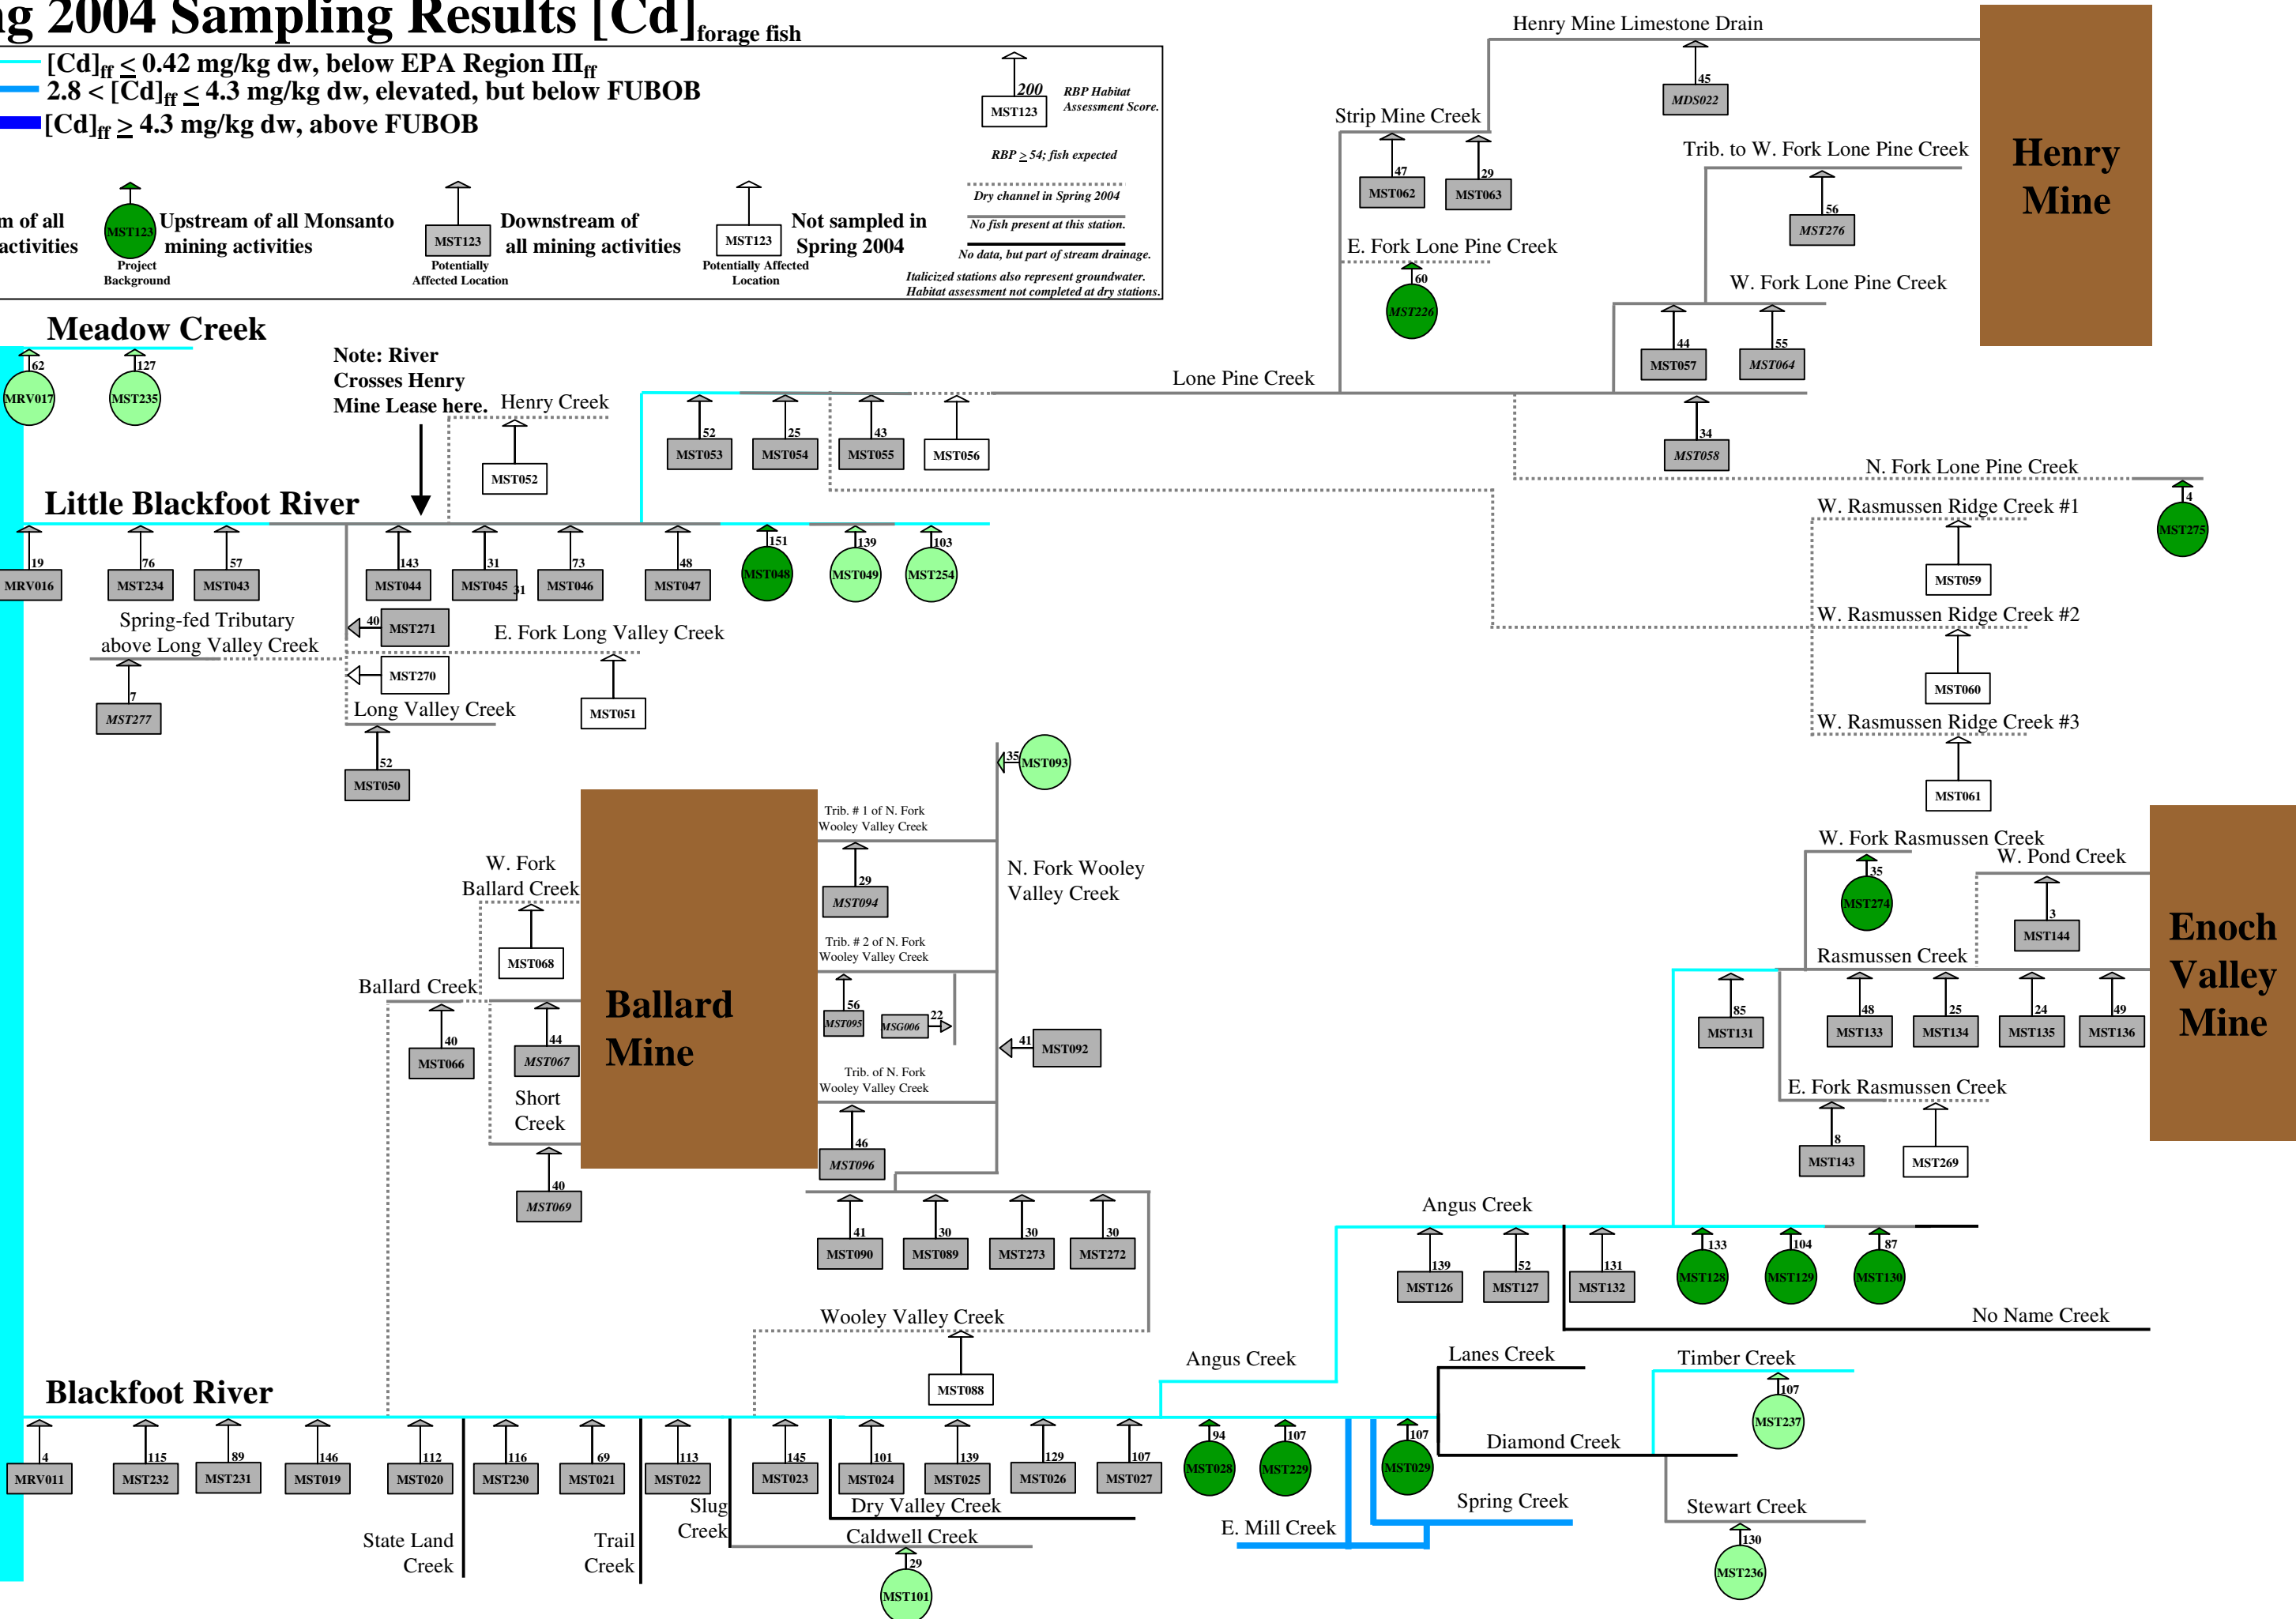 ng 2004 Sampling Results [Cd]forage fish
[Cd]ff ≤ 0.42 mg/kg dw, below EPA Region IIIff
2.8 < [Cd]ff ≤ 4.3 mg/kg dw, elevated, but below FUBOB
[Cd]ff ≥ 4.3 mg/kg dw, above FUBOB
200
MST123
RBP Habitat
Assessment Score.
RBP ≥ 54; fish expected
Dry channel in Spring 2004
No fish present at this station.
No data, but part of stream drainage.
Italicized stations also represent groundwater.
Habitat assessment not completed at dry stations.
m of all
activities
MST123
Upstream of all Monsanto
mining activities
Project
Background
MST123
Downstream of
all mining activities
Potentially
Affected Location
MST123
Not sampled in
Spring 2004
Potentially Affected
Location
Henry Mine Limestone Drain
45
MDS022
Henry
Mine
Strip Mine Creek
47
MST062
29
MST063
Trib. to W. Fork Lone Pine Creek
56
MST276
E. Fork Lone Pine Creek
60
MST226
W. Fork Lone Pine Creek
44
MST057
55
MST064
Meadow Creek
62
MRV017
127
MST235
Note: River
Crosses Henry
Mine Lease here.
Henry Creek
MST052
Lone Pine Creek
52
MST053
25
MST054
43
MST055
MST056
34
MST058
N. Fork Lone Pine Creek
4
MST275
Little Blackfoot River
19
MRV016
76
MST234
57
MST043
143
MST044
31
MST045
31
73
MST046
48
MST047
151
MST048
139
MST049
103
MST254
W. Rasmussen Ridge Creek #1
MST059
W. Rasmussen Ridge Creek #2
MST060
W. Rasmussen Ridge Creek #3
MST061
Spring-fed Tributary
above Long Valley Creek
7
MST277
40
MST271
E. Fork Long Valley Creek
MST270
MST051
Long Valley Creek
52
MST050
35
MST093
Trib. # 1 of N. Fork
Wooley Valley Creek
29
MST094
N. Fork Wooley
Valley Creek
W. Fork
Ballard Creek
MST068
Ballard
Mine
Trib. # 2 of N. Fork
Wooley Valley Creek
56
MST095
22
MSG006
41
MST092
Ballard Creek
40
MST066
44
MST067
Short
Creek
40
MST069
Trib. of N. Fork
Wooley Valley Creek
46
MST096
41
MST090
30
MST089
30
MST273
30
MST272
W. Fork Rasmussen Creek
35
MST274
W. Pond Creek
3
MST144
Enoch
Valley
Mine
Rasmussen Creek
85
MST131
48
MST133
25
MST134
24
MST135
49
MST136
E. Fork Rasmussen Creek
8
MST143
MST269
Angus Creek
139
MST126
52
MST127
131
MST132
133
MST128
104
MST129
87
MST130
No Name Creek
Wooley Valley Creek
MST088
Angus Creek
Lanes Creek
Timber Creek
107
MST237
Blackfoot River
4
MRV011
115
MST232
89
MST231
146
MST019
112
MST020
116
MST230
69
MST021
113
MST022
145
MST023
101
MST024
139
MST025
129
MST026
107
MST027
94
MST028
107
MST229
107
MST029
Diamond Creek
Slug
Creek
Dry Valley Creek
Caldwell Creek
29
MST101
State Land
Creek
Trail
Creek
E. Mill Creek
Spring Creek
Stewart Creek
130
MST236